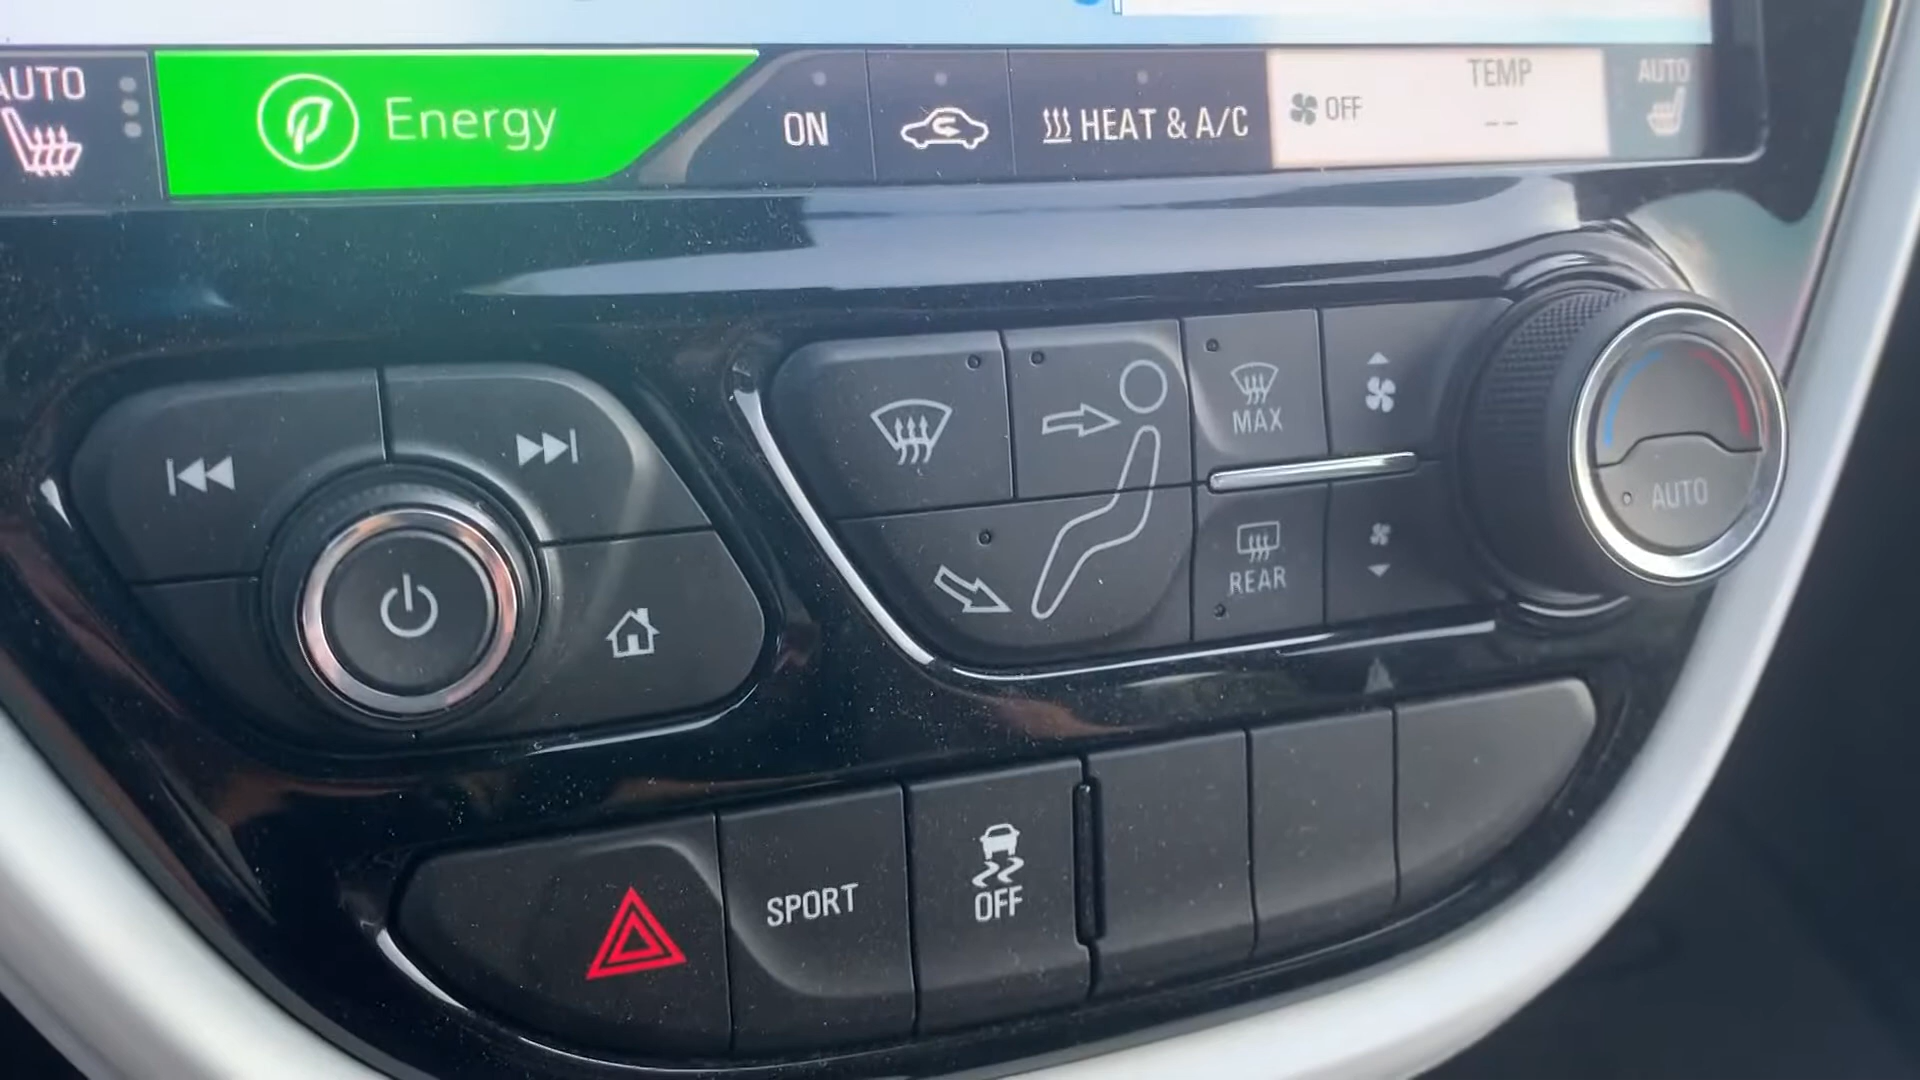 AUTO
Energy
ON
HEAT & A/C
OFF
TEMP
--
AUTO
MAX
REAR
AUTO
SPORT
OFF